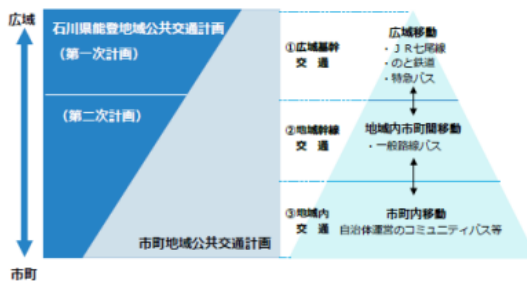 広域
石川県能登地域公共交通計画
（第一次計画）
（第二次計画）
市町地域公共交通計画
市町
①広域基幹
交　通
広域移動
・ＪＲ七尾線
・のと鉄道
・特急バス
②地域幹線
交　通
地域内市町間移動
・一般路線バス
③地域内
交　通
市町内移動
自治体運営のコミュニティバス等